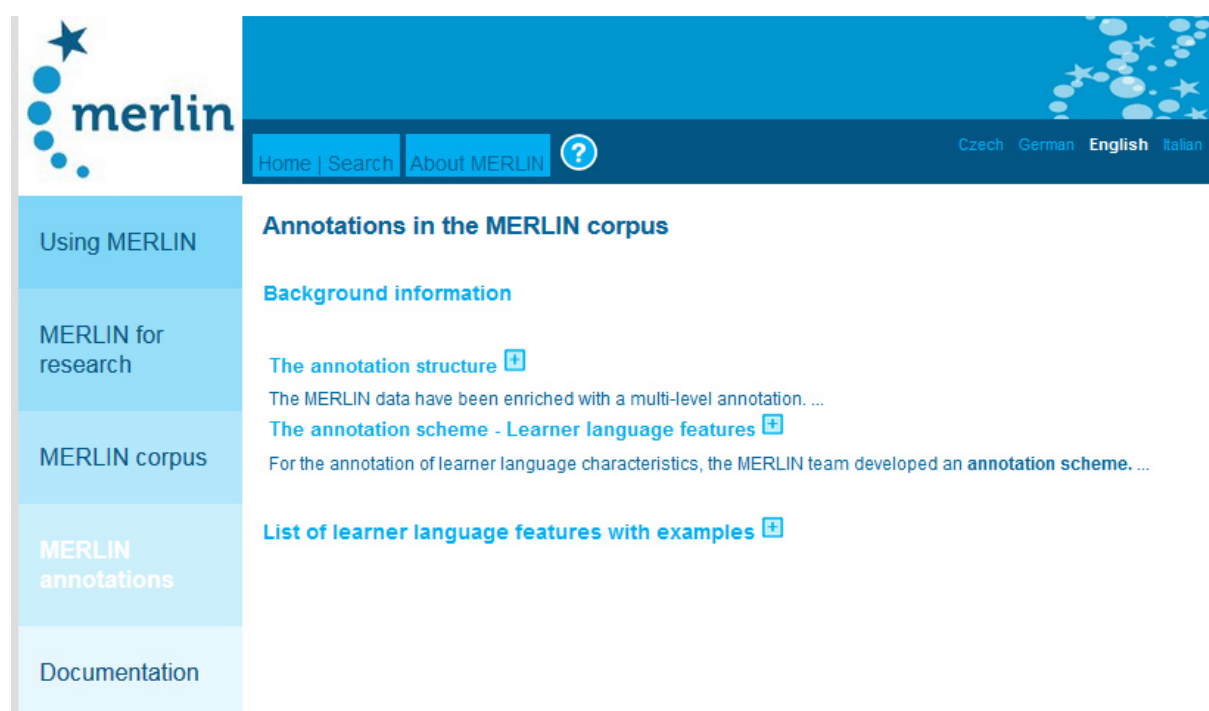 merlin
Home | Search About MERLIN ?
Czech German English Italian
Using MERLIN
MERLIN for
research
MERLIN corpus
MERLIN
annotations
Documentation
Annotations in the MERLIN corpus
Background information
The annotation structure +
The MERLIN data have been enriched with a multi-level annotation. ...
The annotation scheme - Learner language features +
For the annotation of learner language characteristics, the MERLIN team developed an annotation scheme. ...
List of learner language features with examples +